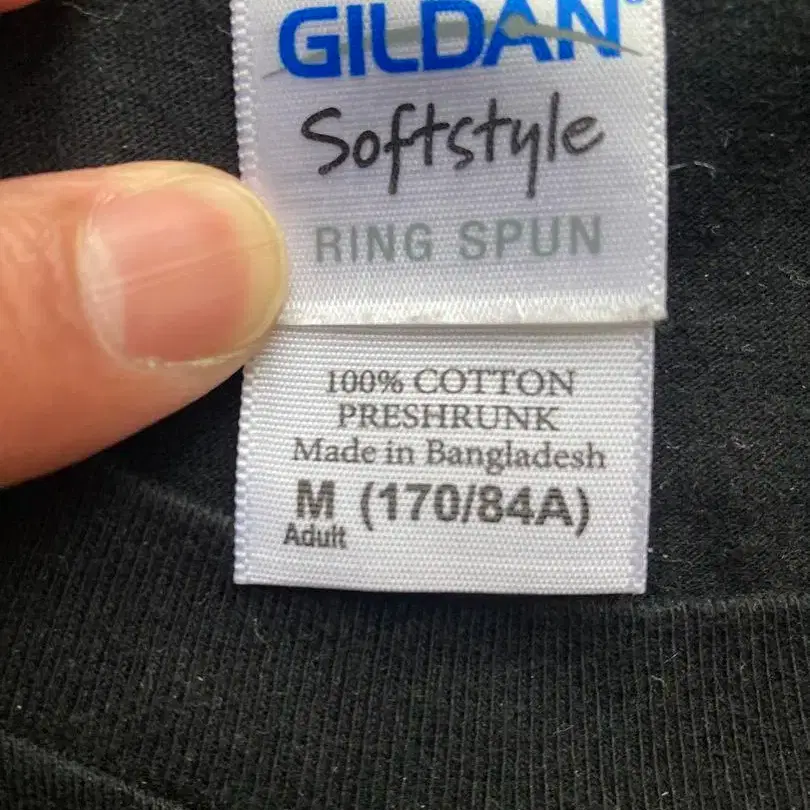 GILDAN®
Softstyle
RING SPUN
100% COTTON
PRESHRUNK
Made in Bangladesh
M (170/84A)
Adult